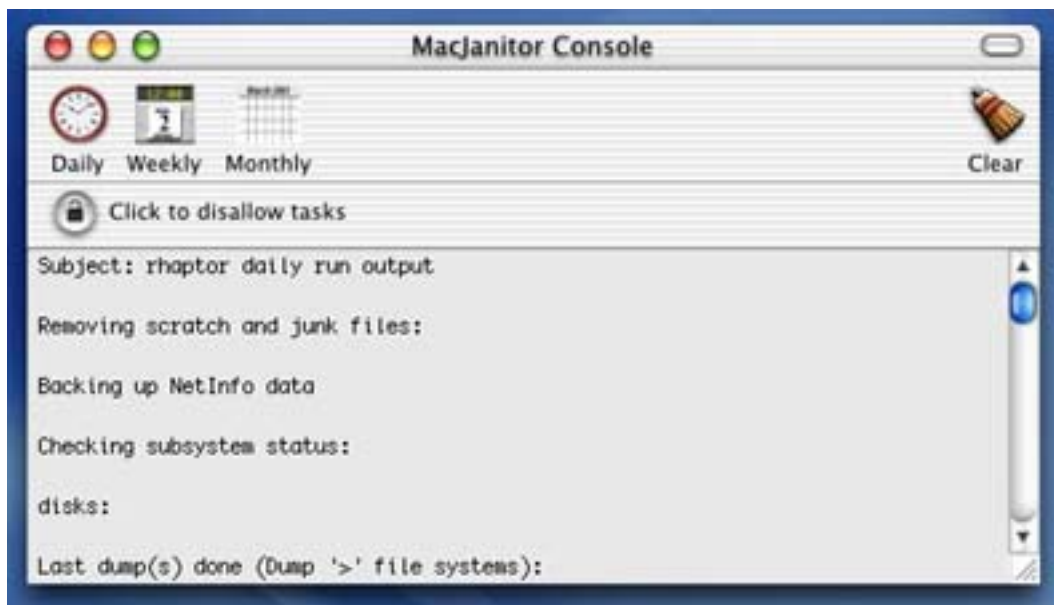 MacJanitor Console
Daily Weekly Monthly Clear
Click to disallow tasks
Subject: rhaptor daily run output
Removing scratch and junk files:
Backing up NetInfo data
Checking subsystem status:
disks:
Last dump(s) done (Dump '>' file systems):